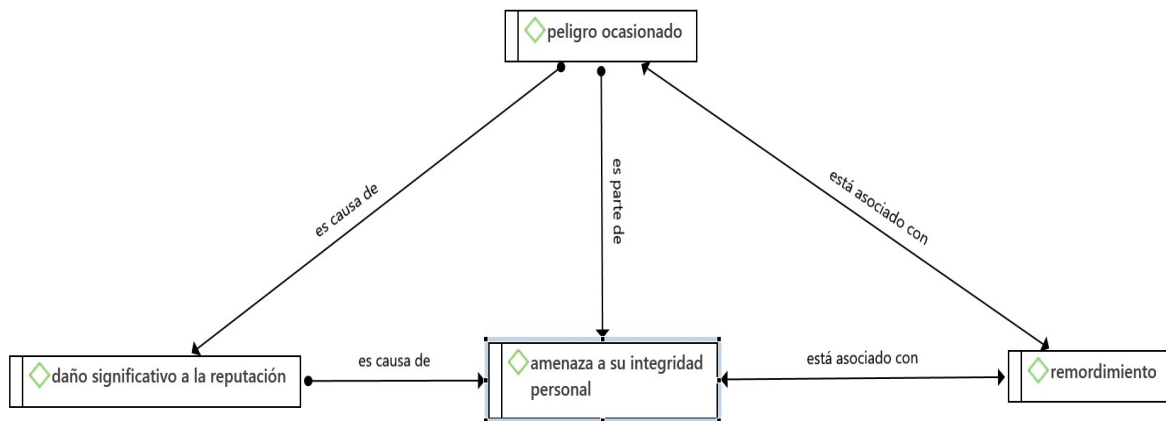 peligro ocasionado
es causa de
es parte de
está asociado con
daño significativo a la reputación
es causa de
amenaza a su integridad
personal
está asociado con
remordimiento